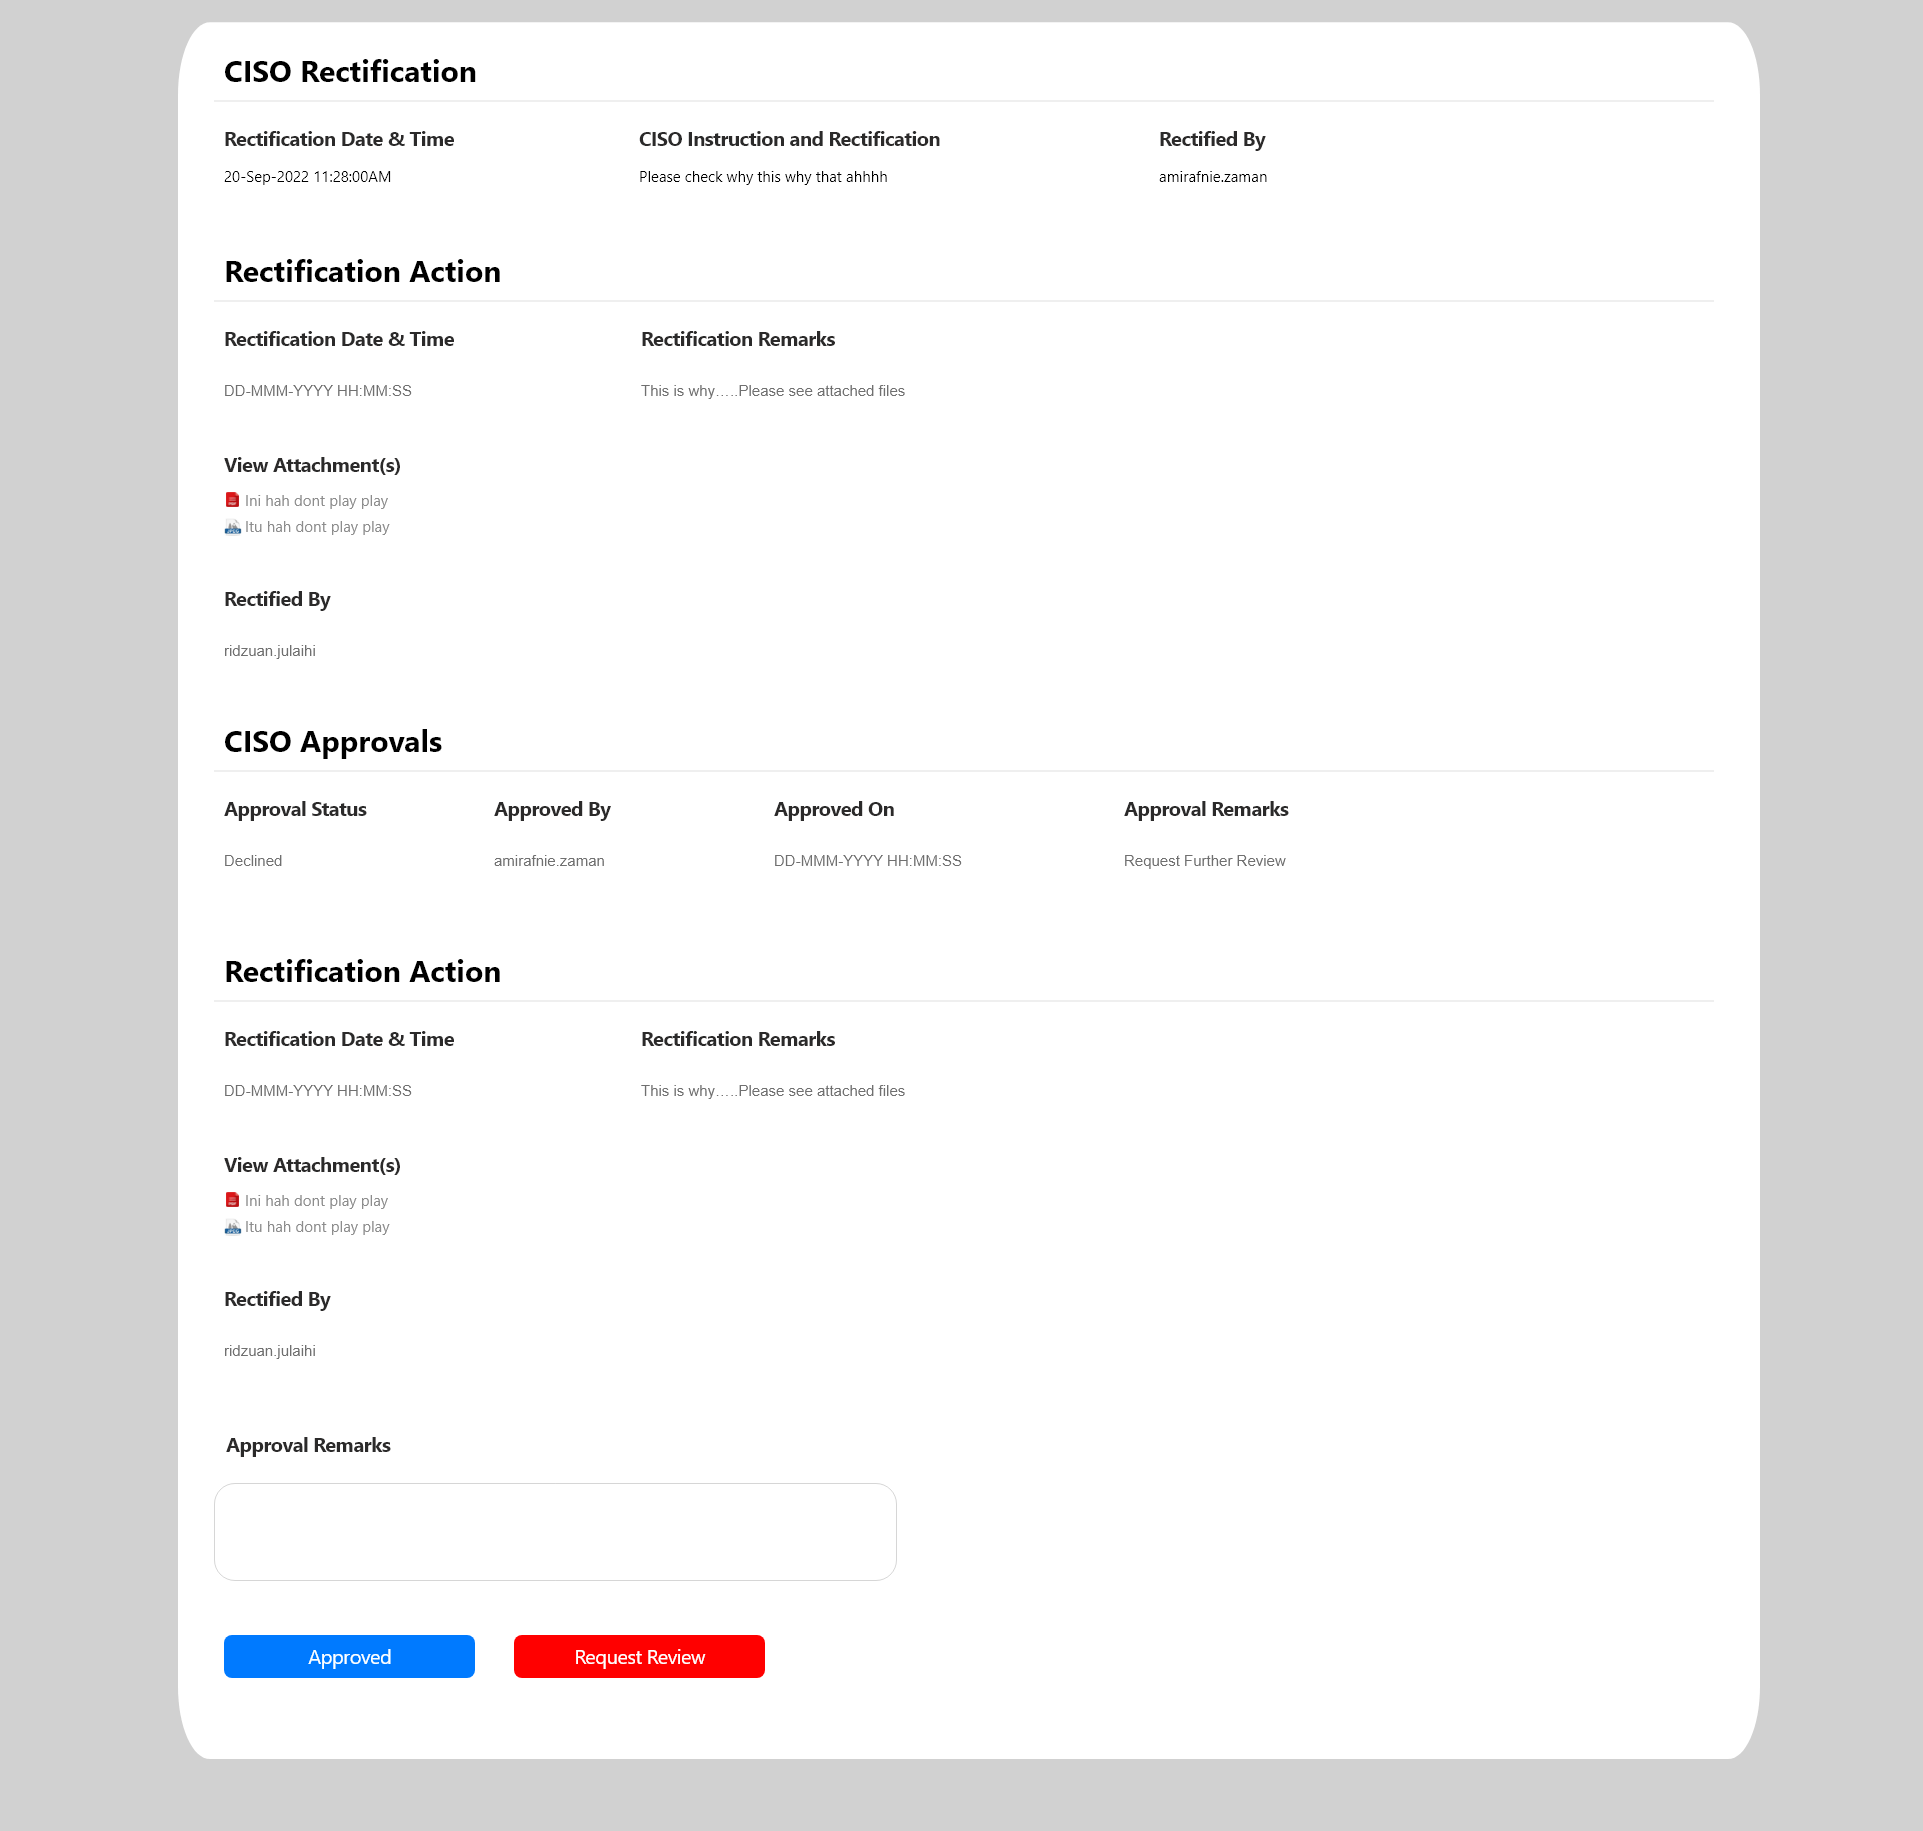 CISO Rectification
Rectification Date & Time CISO Instruction and Rectification Rectified By
20-Sep-2022 11:28:00AM Please check why this why that ahhhh amirafnie.zaman
Rectification Action
Rectification Date & Time Rectification Remarks
DD-MMM-YYYY HH:MM:SS This is why…..Please see attached files
View Attachment(s)
Ini hah dont play play
Itu hah dont play play
Rectified By
ridzuan.julaihi
CISO Approvals
Approval Status Approved By Approved On Approval Remarks
Declined amirafnie.zaman DD-MMM-YYYY HH:MM:SS Request Further Review
Rectification Action
Rectification Date & Time Rectification Remarks
DD-MMM-YYYY HH:MM:SS This is why…..Please see attached files
View Attachment(s)
Ini hah dont play play
Itu hah dont play play
Rectified By
ridzuan.julaihi
Approval Remarks
Approved Request Review